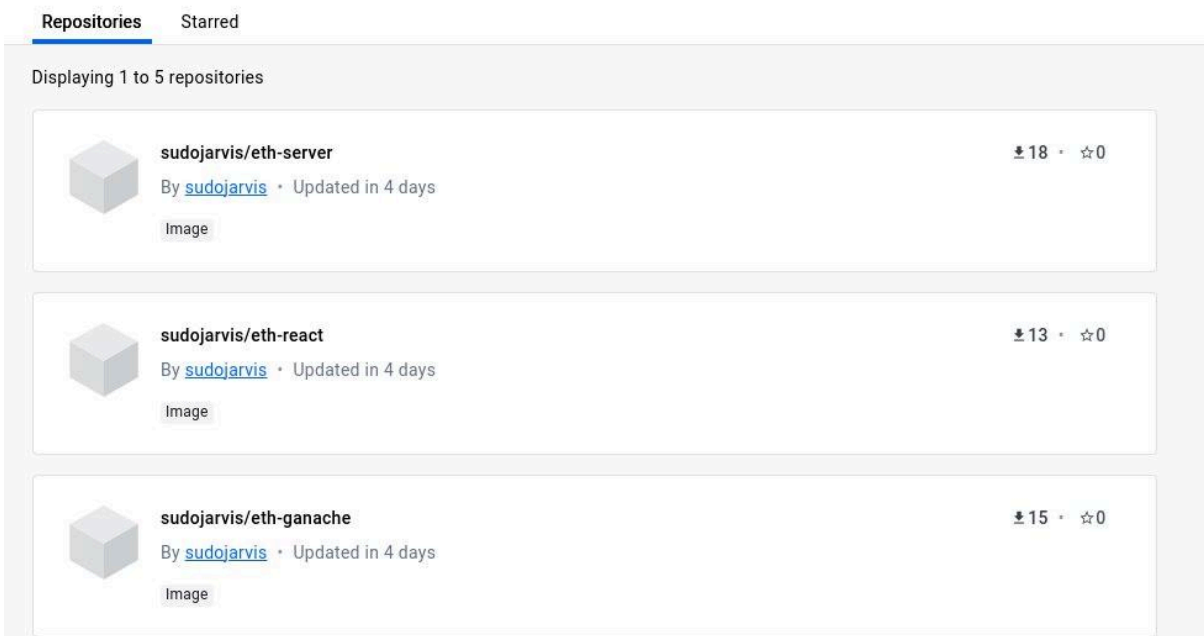 Repositories Starred
Displaying 1 to 5 repositories
sudojarvis/eth-server 18 • 0
By sudojarvis • Updated in 4 days
Image
sudojarvis/eth-react 13 • 0
By sudojarvis • Updated in 4 days
Image
sudojarvis/eth-ganache 15 • 0
By sudojarvis • Updated in 4 days
Image